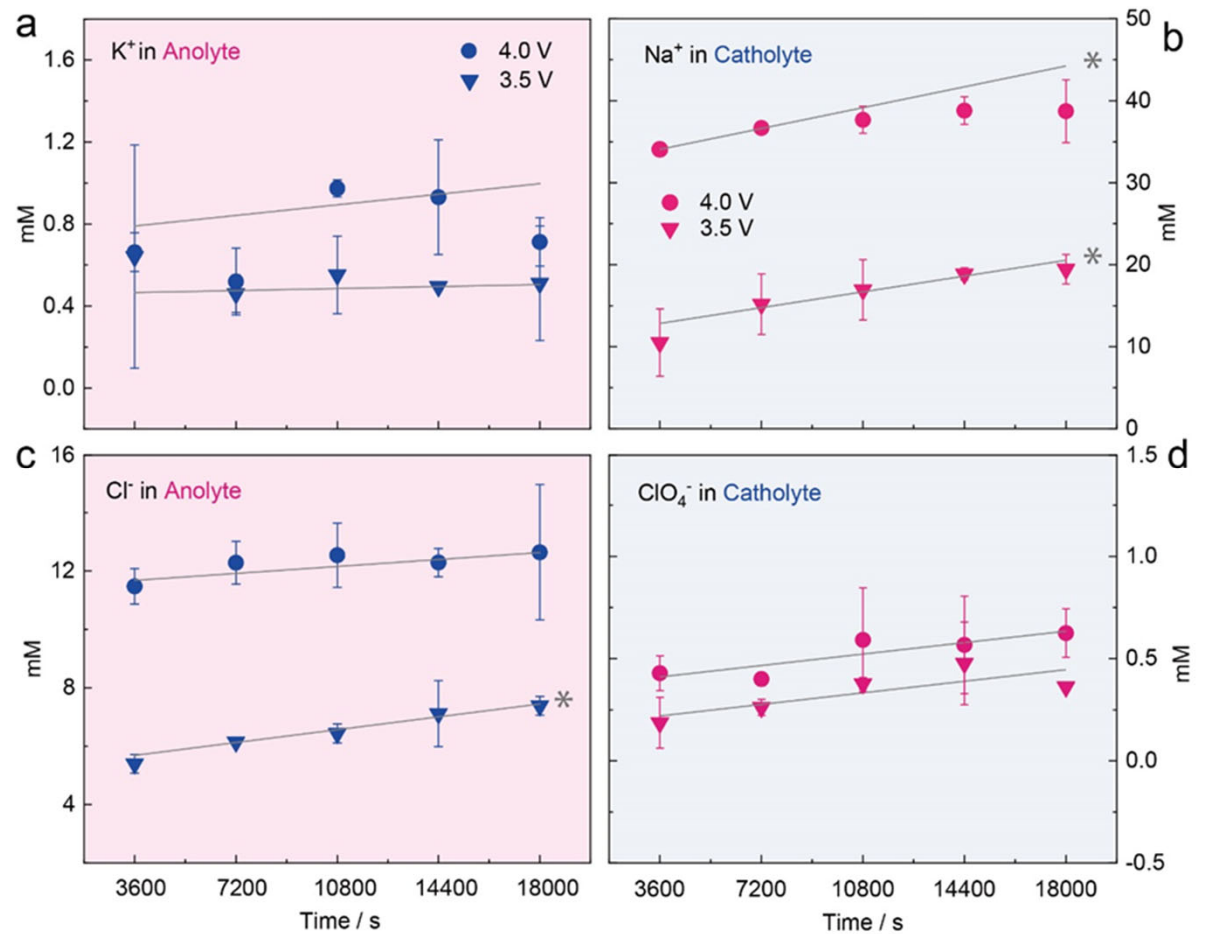 a
K⁺ in Anolyte
4.0 V
3.5 V
1.6
1.2
0.8
0.4
0.0
mM
b
Na⁺ in Catholyte
4.0 V
3.5 V
*
*
50
40
30
20
10
0
mM
c
Cl⁻ in Anolyte
*
16
12
8
4
mM
3600
7200
10800
14400
18000
Time / s
d
ClO₄⁻ in Catholyte
1.5
1.0
0.5
0.0
-0.5
mM
3600
7200
10800
14400
18000
Time / s